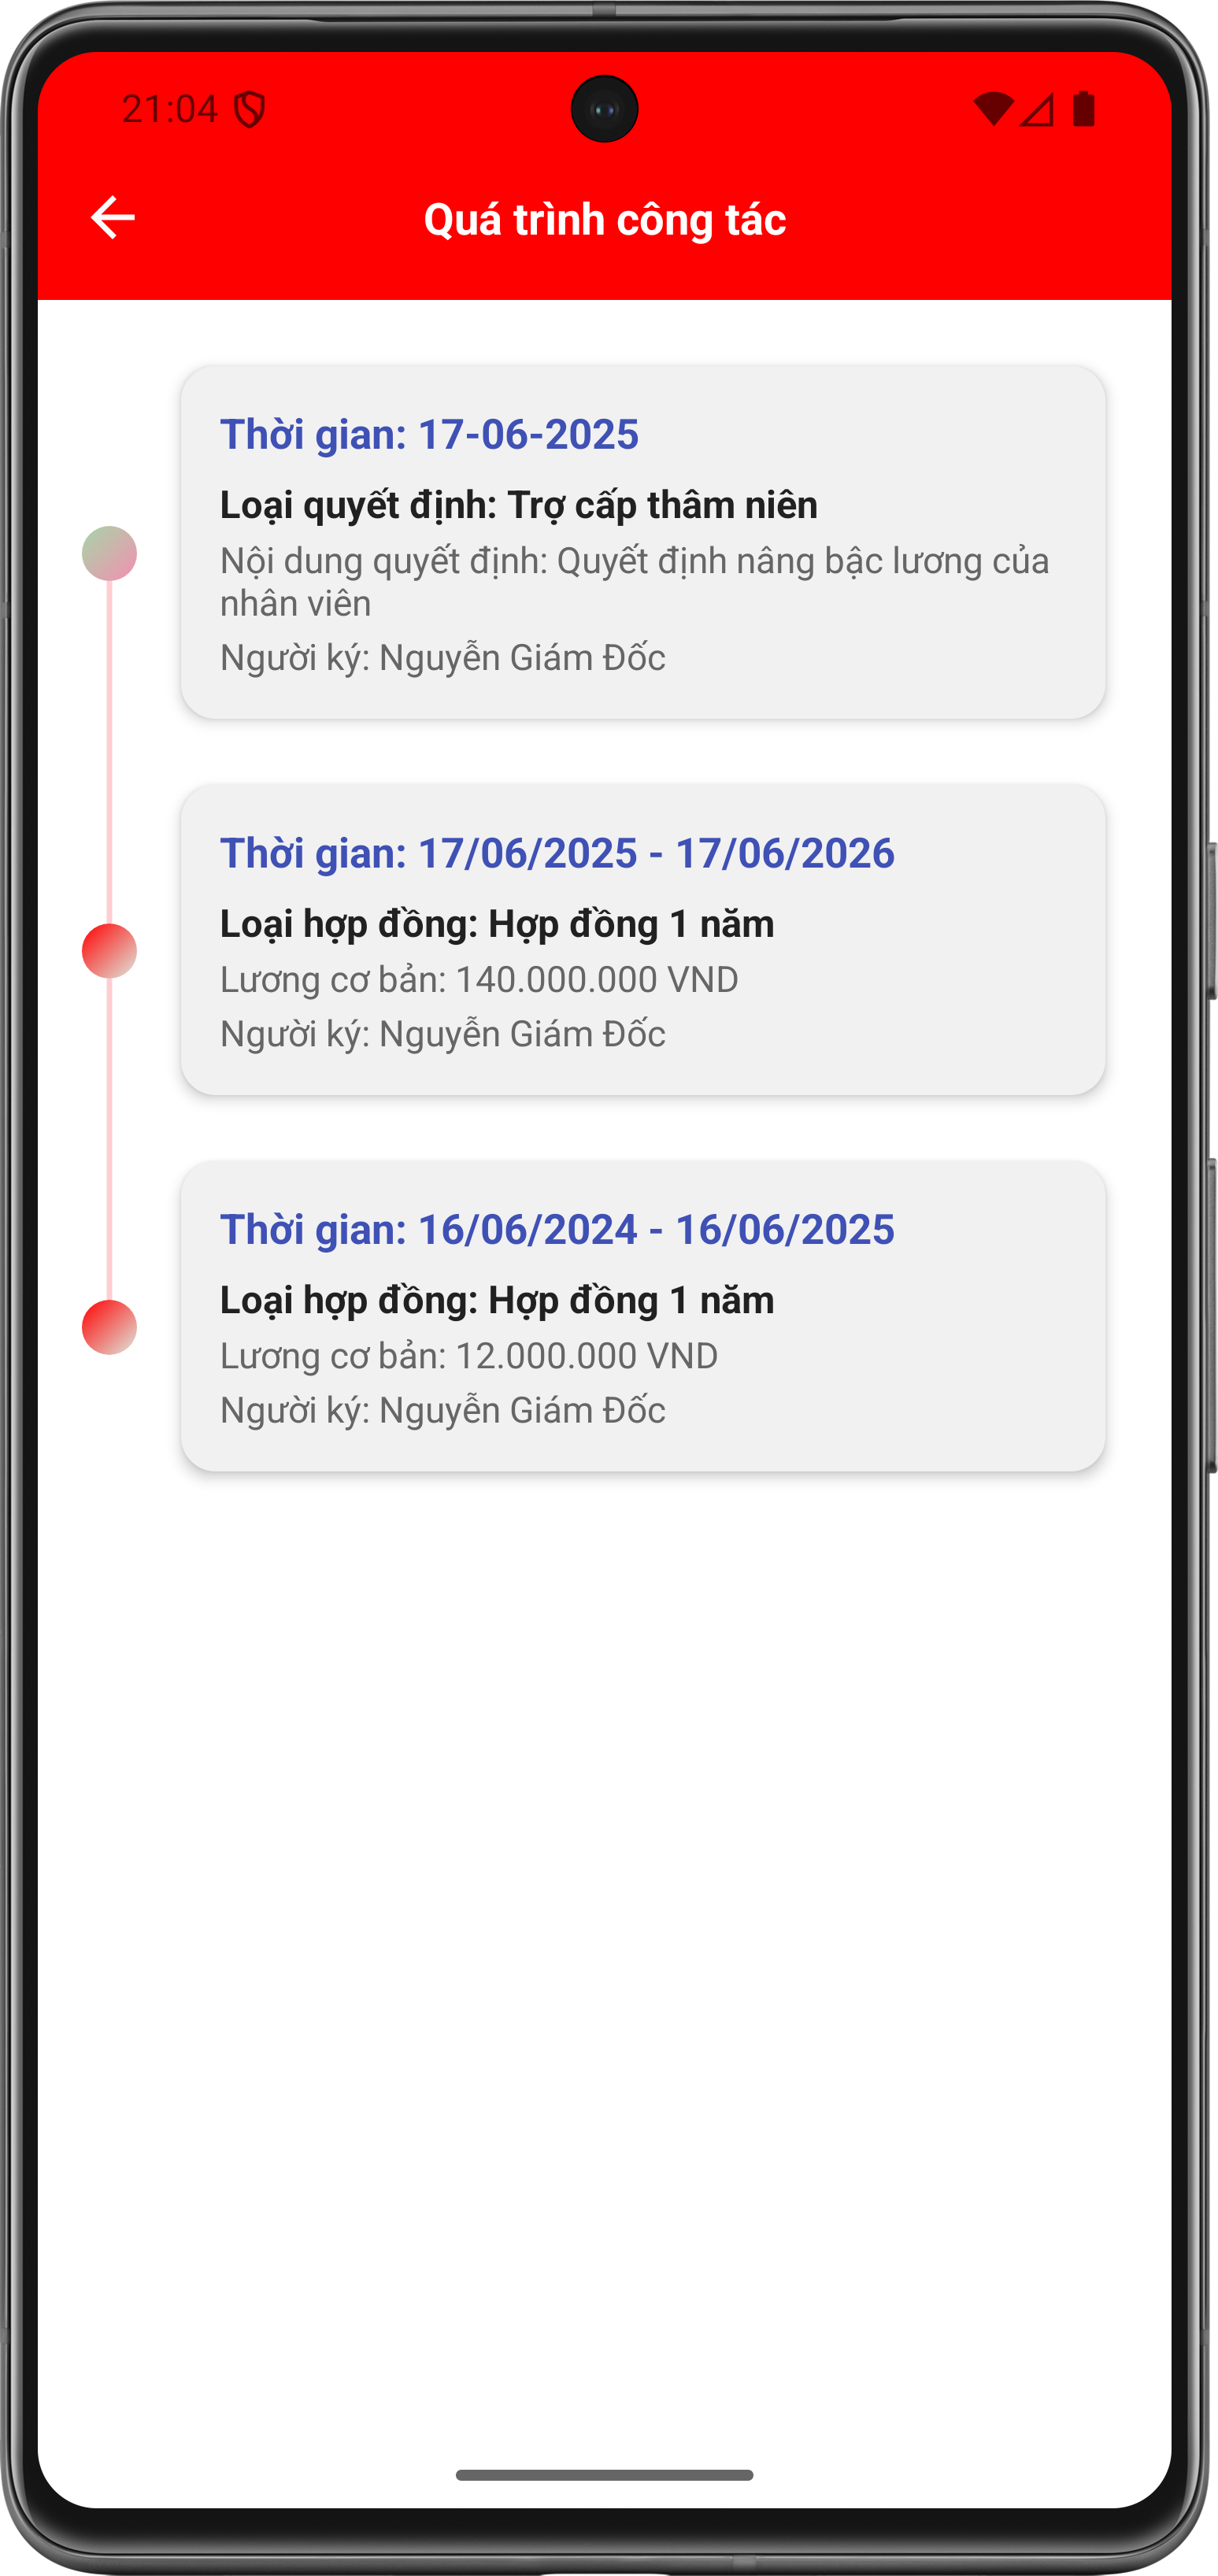 21:04
Quá trình công tác
Thời gian: 17-06-2025
Loại quyết định: Trợ cấp thâm niên
Nội dung quyết định: Quyết định nâng bậc lương của
nhân viên
Người ký: Nguyễn Giám Đốc
Thời gian: 17/06/2025 - 17/06/2026
Loại hợp đồng: Hợp đồng 1 năm
Lương cơ bản: 140.000.000 VND
Người ký: Nguyễn Giám Đốc
Thời gian: 16/06/2024 - 16/06/2025
Loại hợp đồng: Hợp đồng 1 năm
Lương cơ bản: 12.000.000 VND
Người ký: Nguyễn Giám Đốc